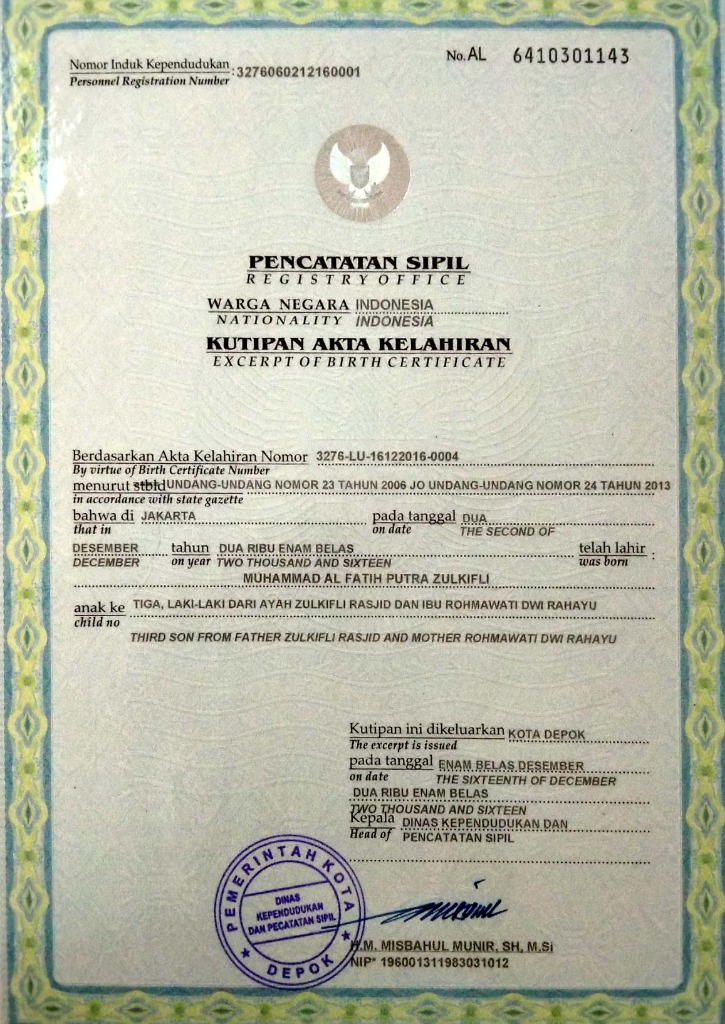 Nomor Induk Kependudukan : 3276060212160001
Personnel Registration Number
No. AL 6410301143
PENCATATAN SIPIL
REGISTRY OFFICE
WARGA NEGARA INDONESIA
NATIONALITY INDONESIA
KUTIPAN AKTA KELAHIRAN
EXCERPT OF BIRTH CERTIFICATE
Berdasarkan Akta Kelahiran Nomor 3276-LU-16122016-0004
By virtue of Birth Certificate Number
menurut stbld UNDANG-UNDANG NOMOR 23 TAHUN 2006 JO UNDANG-UNDANG NOMOR 24 TAHUN 2013
in accordance with state gazette
bahwa di JAKARTA pada tanggal DUA
that in on date THE SECOND OF
DESEMBER tahun DUA RIBU ENAM BELAS telah lahir :
DECEMBER on year TWO THOUSAND AND SIXTEEN was born
MUHAMMAD AL FATIH PUTRA ZULKIFLI
anak ke TIGA, LAKI-LAKI DARI AYAH ZULKIFLI RASJID DAN IBU ROHMAWATI DWI RAHAYU
child no
THIRD SON FROM FATHER ZULKIFLI RASJID AND MOTHER ROHMAWATI DWI RAHAYU
Kutipan ini dikeluarkan KOTA DEPOK
The excerpt is issued
pada tanggal ENAM BELAS DESEMBER
on date THE SIXTEENTH OF DECEMBER
DUA RIBU ENAM BELAS
TWO THOUSAND AND SIXTEEN
Kepala DINAS KEPENDUDUKAN DAN
Head of PENCATATAN SIPIL
PEMERINTAH KOTA
DINAS
KEPENDUDUKAN
DAN PECATATAN SIPIL
DEPOK
H.M. MISBAHUL MUNIR, SH, M.Si
NIP* 196001311983031012